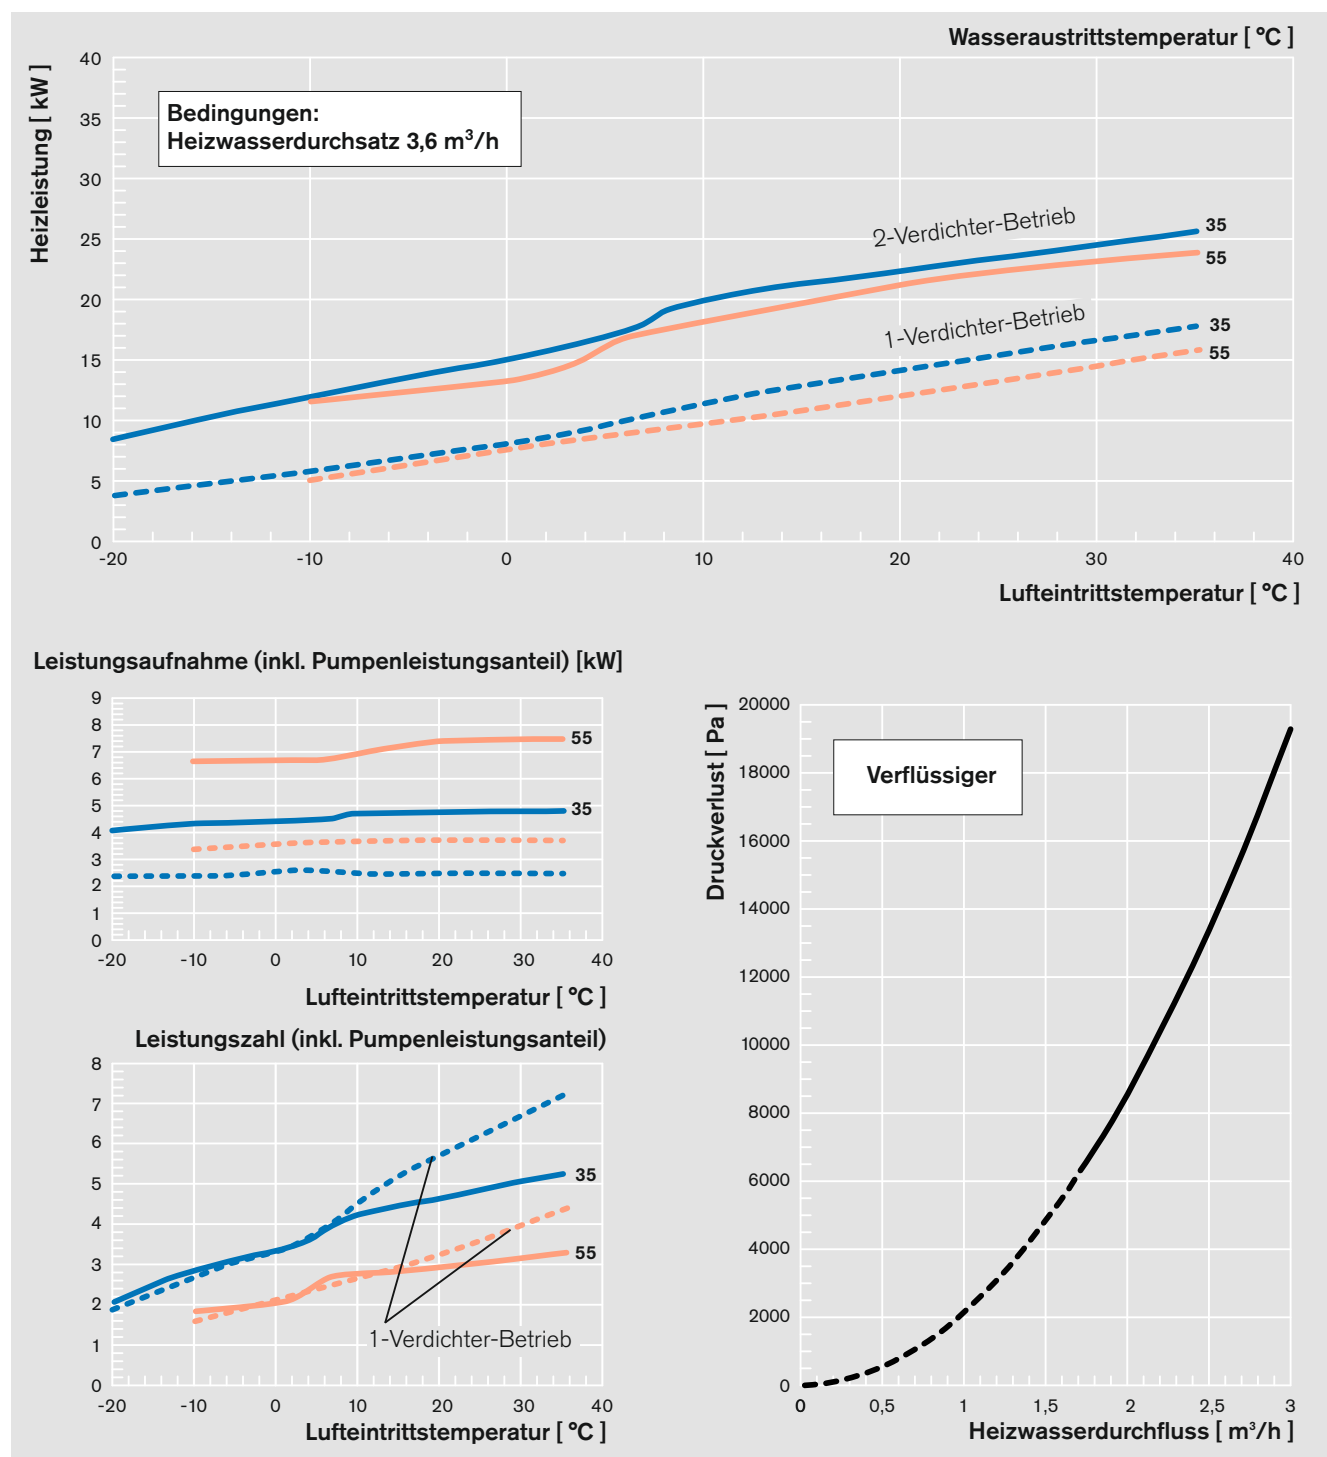 Wasseraustrittstemperatur [ °C ]
Heizleistung [ kW ]
40
35
30
25
20
15
10
5
0
Bedingungen:
Heizwasserdurchsatz 3,6 m³/h
2-Verdichter-Betrieb
35
55
1-Verdichter-Betrieb
35
55
-20 -10 0 10 20 30 40
Lufteintrittstemperatur [ °C ]
Leistungsaufnahme (inkl. Pumpenleistungsanteil) [kW]
9
8
7
6
5
4
3
2
1
0
55
35
-20 -10 0 10 20 30 40
Lufteintrittstemperatur [ °C ]
Leistungszahl (inkl. Pumpenleistungsanteil)
8
7
6
5
4
3
2
1
0
35
55
1-Verdichter-Betrieb
-20 -10 0 10 20 30 40
Lufteintrittstemperatur [ °C ]
Druckverlust [ Pa ]
20000
18000
16000
14000
12000
10000
8000
6000
4000
2000
0
Verflüssiger
0 0,5 1 1,5 2 2,5 3
Heizwasserdurchfluss [ m³/h ]